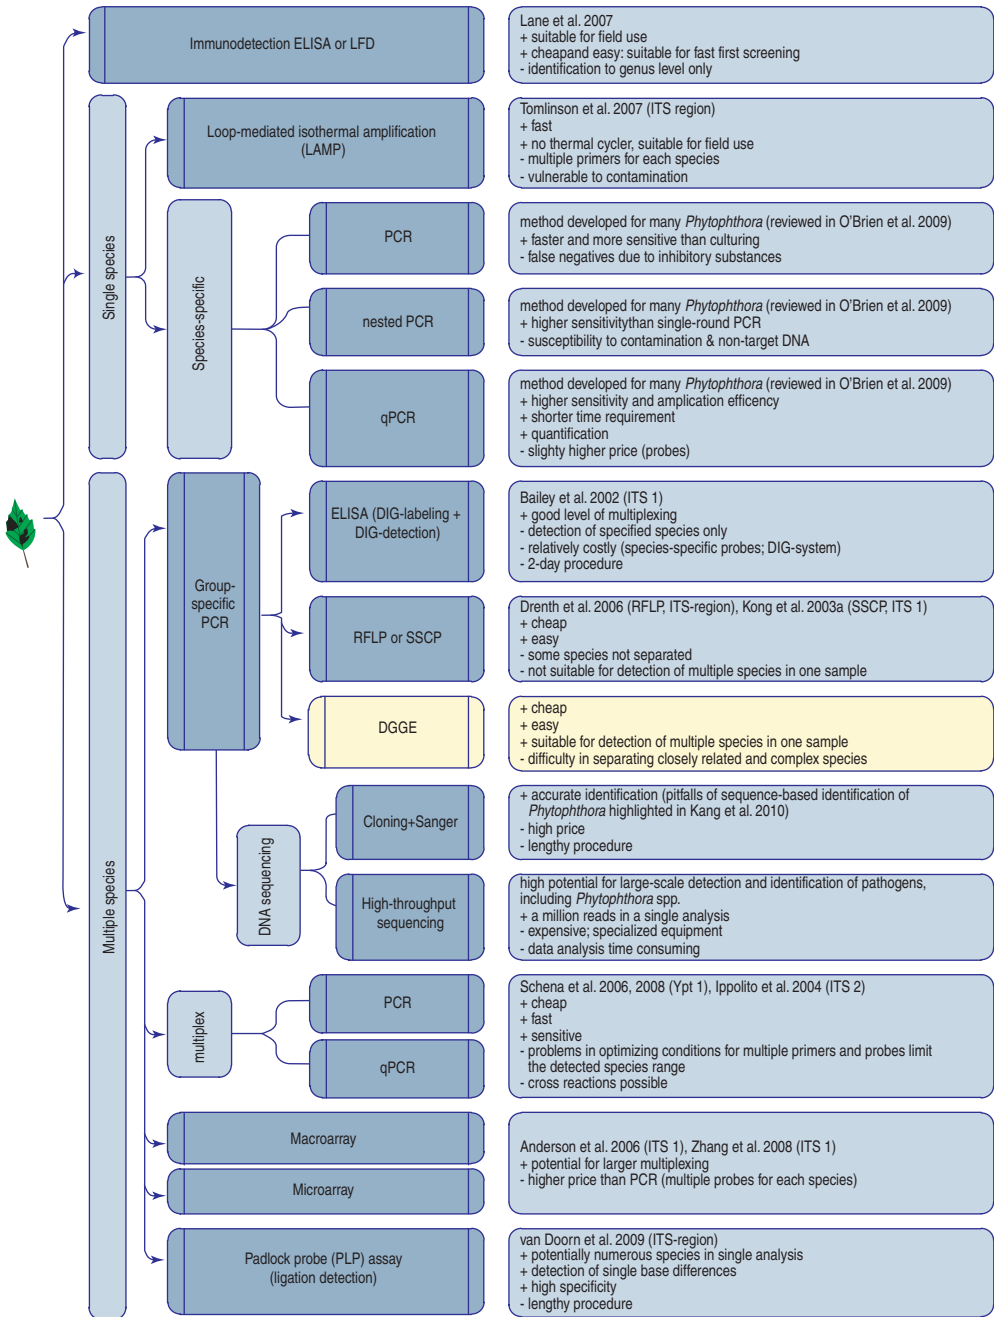 Immunodetection ELISA or LFD
Lane et al. 2007
+ suitable for field use
+ cheapand easy: suitable for fast first screening
- identification to genus level only
Single species
Loop-mediated isothermal amplification
(LAMP)
Tomlinson et al. 2007 (ITS region)
+ fast
+ no thermal cycler, suitable for field use
- multiple primers for each species
- vulnerable to contamination
Species-specific
PCR
method developed for many Phytophthora (reviewed in O'Brien et al. 2009)
+ faster and more sensitive than culturing
- false negatives due to inhibitory substances
nested PCR
method developed for many Phytophthora (reviewed in O'Brien et al. 2009)
+ higher sensitivitythan single-round PCR
- susceptibility to contamination & non-target DNA
qPCR
method developed for many Phytophthora (reviewed in O'Brien et al. 2009)
+ higher sensitivity and amplication efficency
+ shorter time requirement
+ quantification
- slighty higher price (probes)
Multiple species
Group-
specific
PCR
ELISA (DIG-labeling +
DIG-detection)
Bailey et al. 2002 (ITS 1)
+ good level of multiplexing
- detection of specified species only
- relatively costly (species-specific probes; DIG-system)
- 2-day procedure
RFLP or SSCP
Drenth et al. 2006 (RFLP, ITS-region), Kong et al. 2003a (SSCP, ITS 1)
+ cheap
+ easy
- some species not separated
- not suitable for detection of multiple species in one sample
DGGE
+ cheap
+ easy
+ suitable for detection of multiple species in one sample
- difficulty in separating closely related and complex species
DNA sequencing
Cloning+Sanger
+ accurate identification (pitfalls of sequence-based identification of
Phytophthora highlighted in Kang et al. 2010)
- high price
- lengthy procedure
High-throughput
sequencing
high potential for large-scale detection and identification of pathogens,
including Phytophthora spp.
+ a million reads in a single analysis
- expensive; specialized equipment
- data analysis time consuming
multiplex
PCR
qPCR
Schena et al. 2006, 2008 (Ypt 1), Ippolito et al. 2004 (ITS 2)
+ cheap
+ fast
+ sensitive
- problems in optimizing conditions for multiple primers and probes limit
the detected species range
- cross reactions possible
Macroarray
Microarray
Anderson et al. 2006 (ITS 1), Zhang et al. 2008 (ITS 1)
+ potential for larger multiplexing
- higher price than PCR (multiple probes for each species)
Padlock probe (PLP) assay
(ligation detection)
van Doorn et al. 2009 (ITS-region)
+ potentially numerous species in single analysis
+ detection of single base differences
+ high specificity
- lengthy procedure